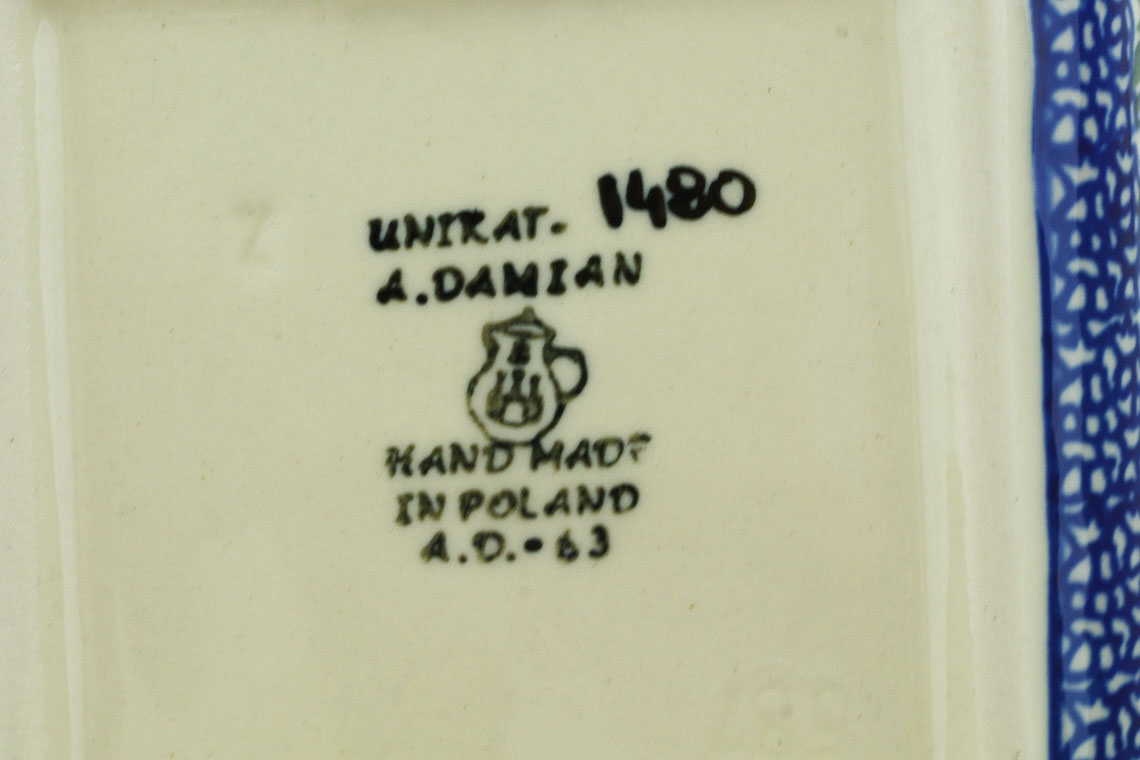 UNIKAT. 1480
A.DAMIAN
HAND MADE
IN POLAND
A.D.•63